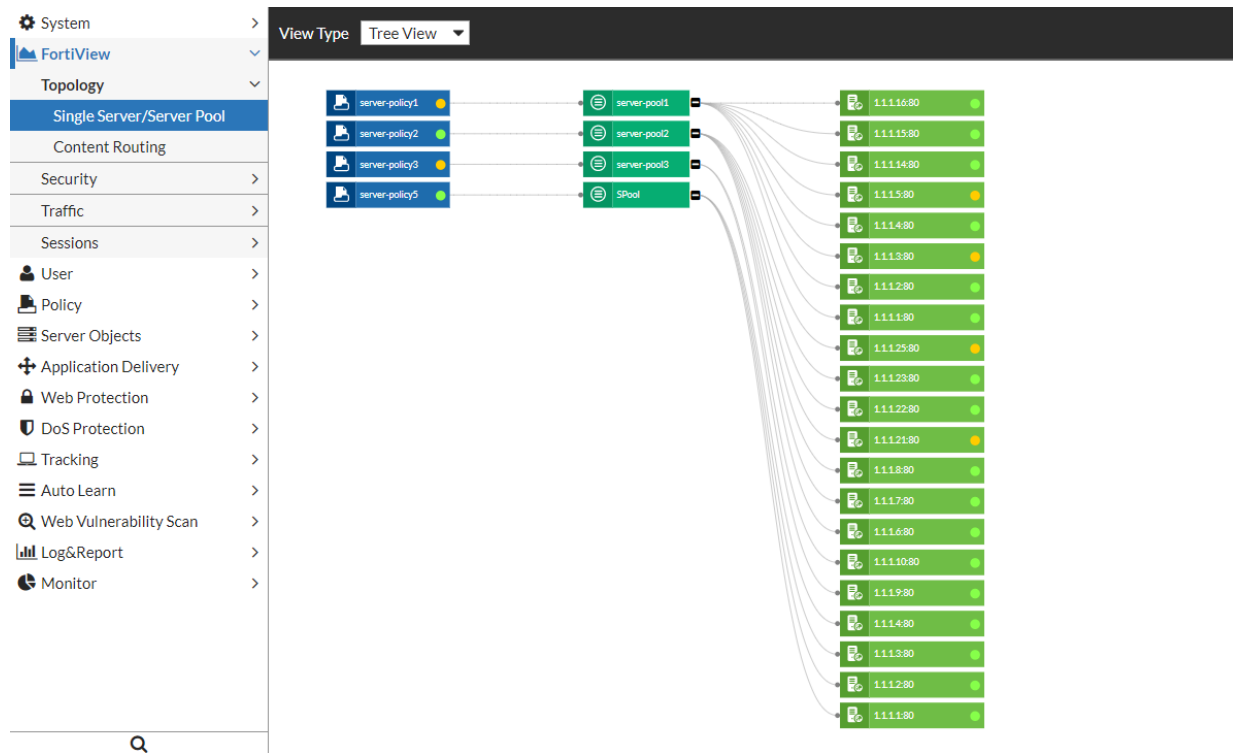 System
FortiView
Topology
Single Server/Server Pool
Content Routing
Security
Traffic
Sessions
User
Policy
Server Objects
Application Delivery
Web Protection
DoS Protection
Tracking
Auto Learn
Web Vulnerability Scan
Log&Report
Monitor
View Type Tree View
server-policy1 server-pool1 1.1.1.16:80
server-policy2 server-pool2 1.1.1.15:80
server-policy3 server-pool3 1.1.1.14:80
server-policy5 SPool 1.1.1.5:80
1.1.1.4:80
1.1.1.3:80
1.1.1.2:80
1.1.1.1:80
1.1.1.25:80
1.1.1.23:80
1.1.1.22:80
1.1.1.21:80
1.1.1.8:80
1.1.1.7:80
1.1.1.6:80
1.1.1.10:80
1.1.1.9:80
1.1.1.4:80
1.1.1.3:80
1.1.1.2:80
1.1.1.1:80